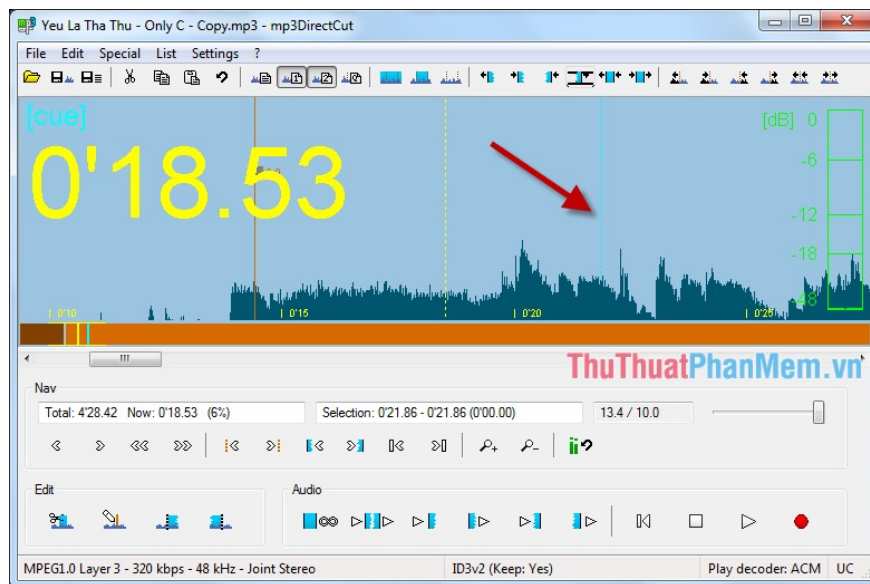 Yeu La Tha Thu - Only C - Copy.mp3 - mp3DirectCut
File Edit Special List Settings ?
[cue]
[dB] 0
0'18.53
-6
-12
-18
-48
0'10
0'15
0'20
0'25
ThuThuatPhanMem.vn
Nav
Total: 4'28.42 Now: 0'18.53 (6%)
Selection: 0'21.86 - 0'21.86 (0'00.00)
13.4 / 10.0
Edit
Audio
MPEG1.0 Layer 3 - 320 kbps - 48 kHz - Joint Stereo
ID3v2 (Keep: Yes)
Play decoder: ACM
UC